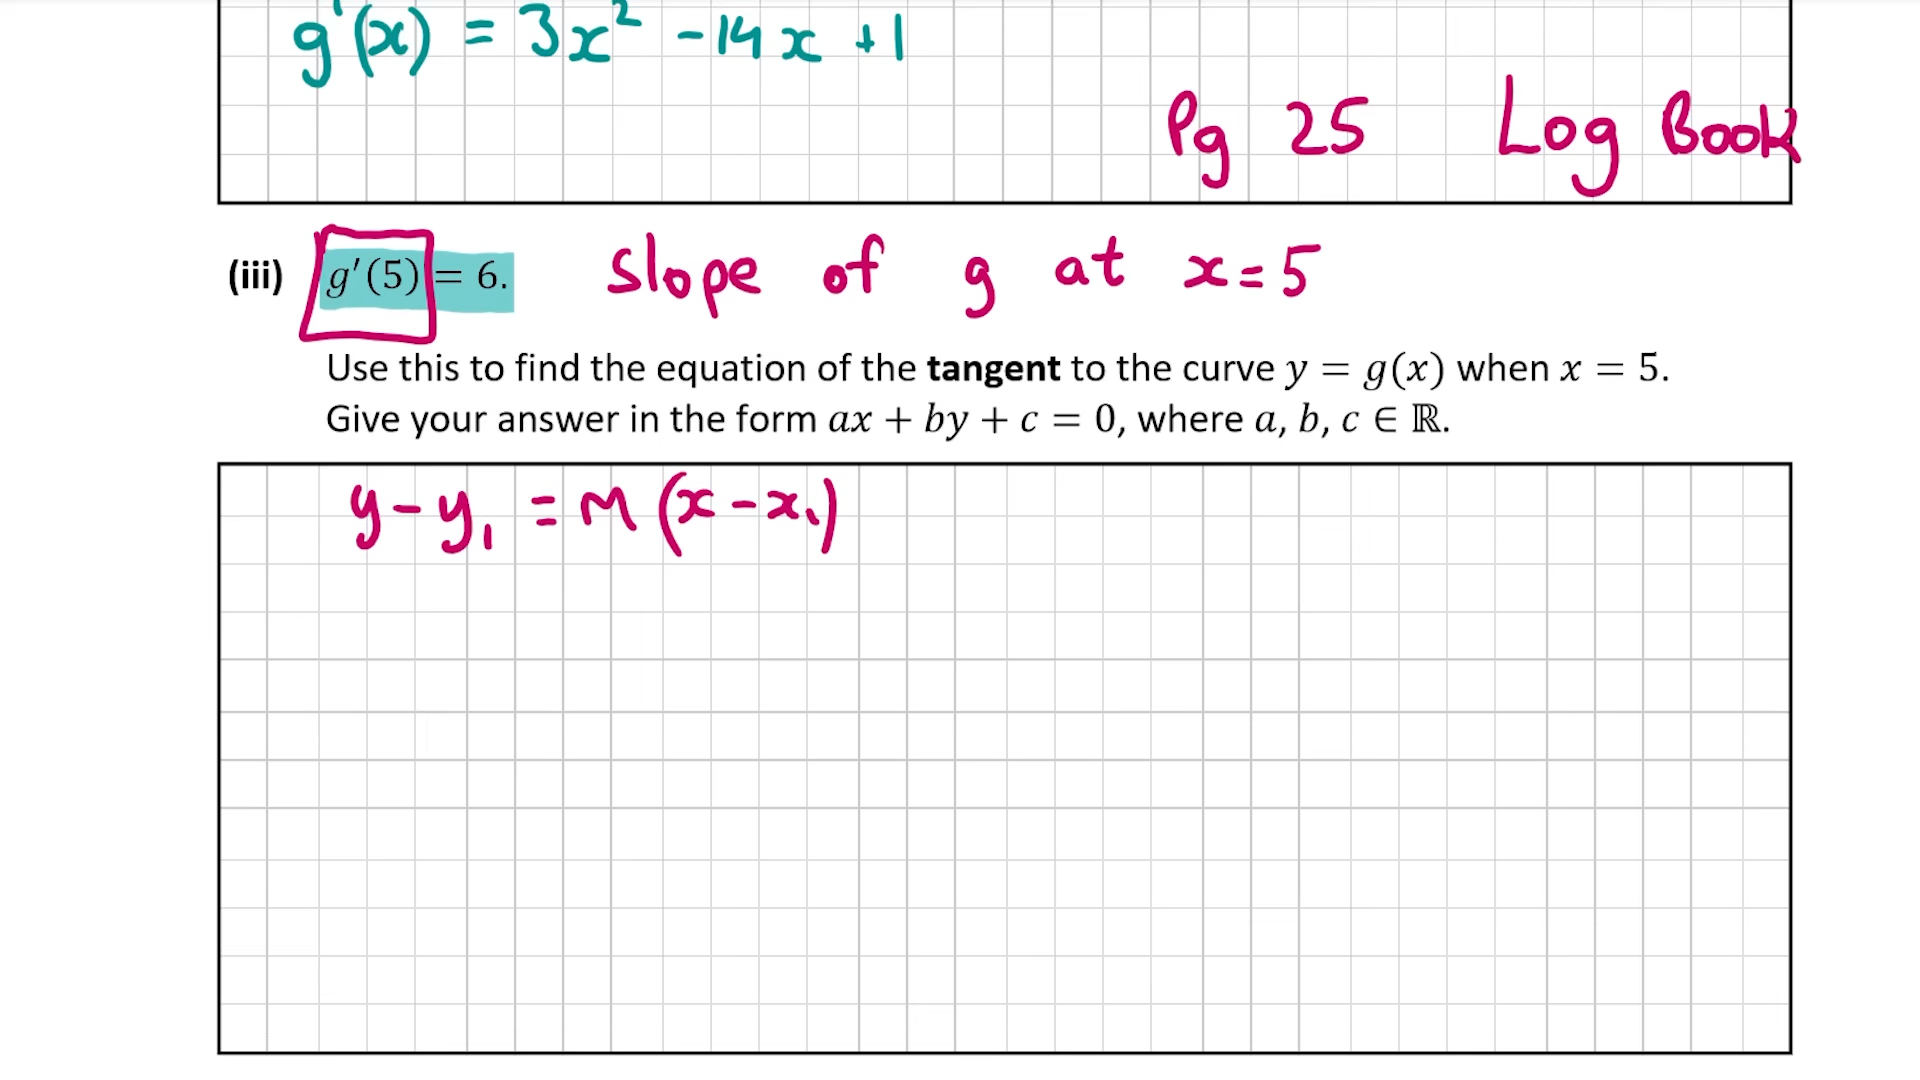 g'(x) = 3x² - 14x + 1
Pg 25 Log Book
(iii) g′(5) = 6. Slope of g at x = 5
Use this to find the equation of the tangent to the curve y = g(x) when x = 5.
Give your answer in the form ax + by + c = 0, where a, b, c ∈ ℝ.
y - y₁ = M (x - x₁)